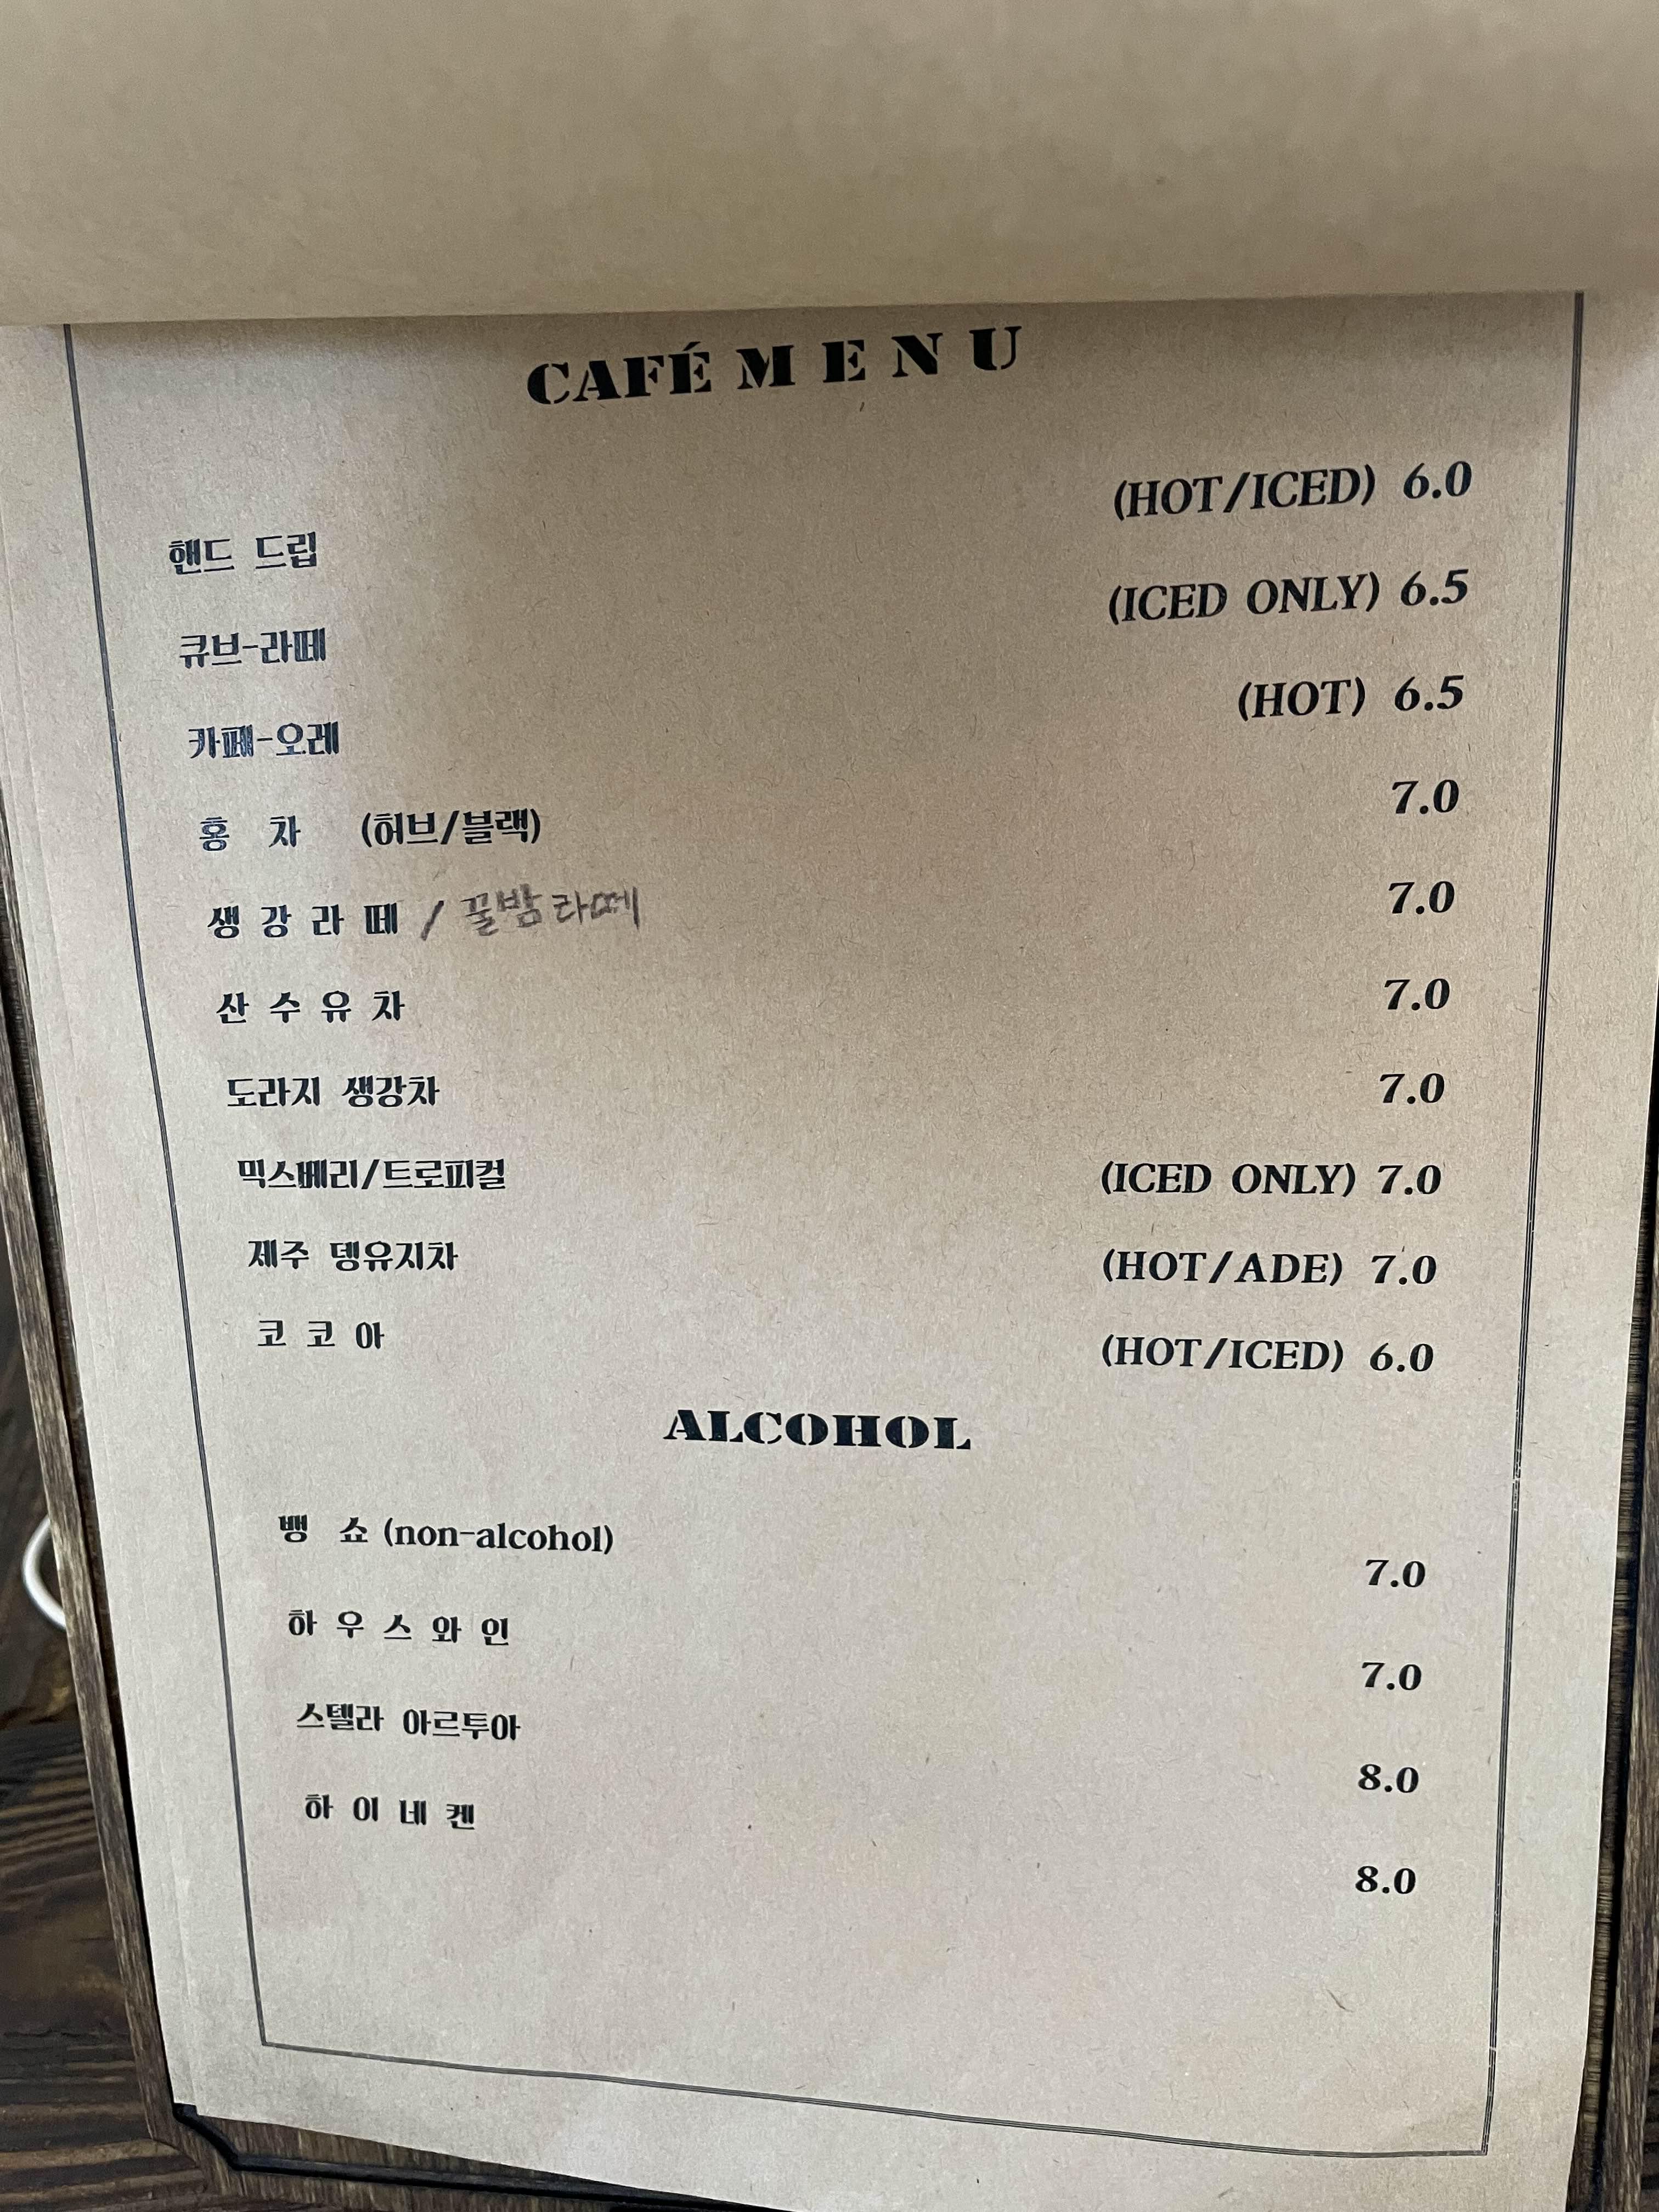 CAFÉ MENU
핸드 드립 (HOT/ICED) 6.0
큐브-라떼 (ICED ONLY) 6.5
카페-오레 (HOT) 6.5
홍 차 (허브/블랙) 7.0
생 강 라 떼 / 꿀밤라떼 7.0
산 수 유 차 7.0
도라지 생강차 7.0
믹스베리/트로피컬 (ICED ONLY) 7.0
제주 뎅유지차 (HOT/ADE) 7.0
코 코 아 (HOT/ICED) 6.0
ALCOHOL
뱅 쇼 (non-alcohol) 7.0
하 우 스 와 인 7.0
스텔라 아르투아 8.0
하 이 네 켄 8.0